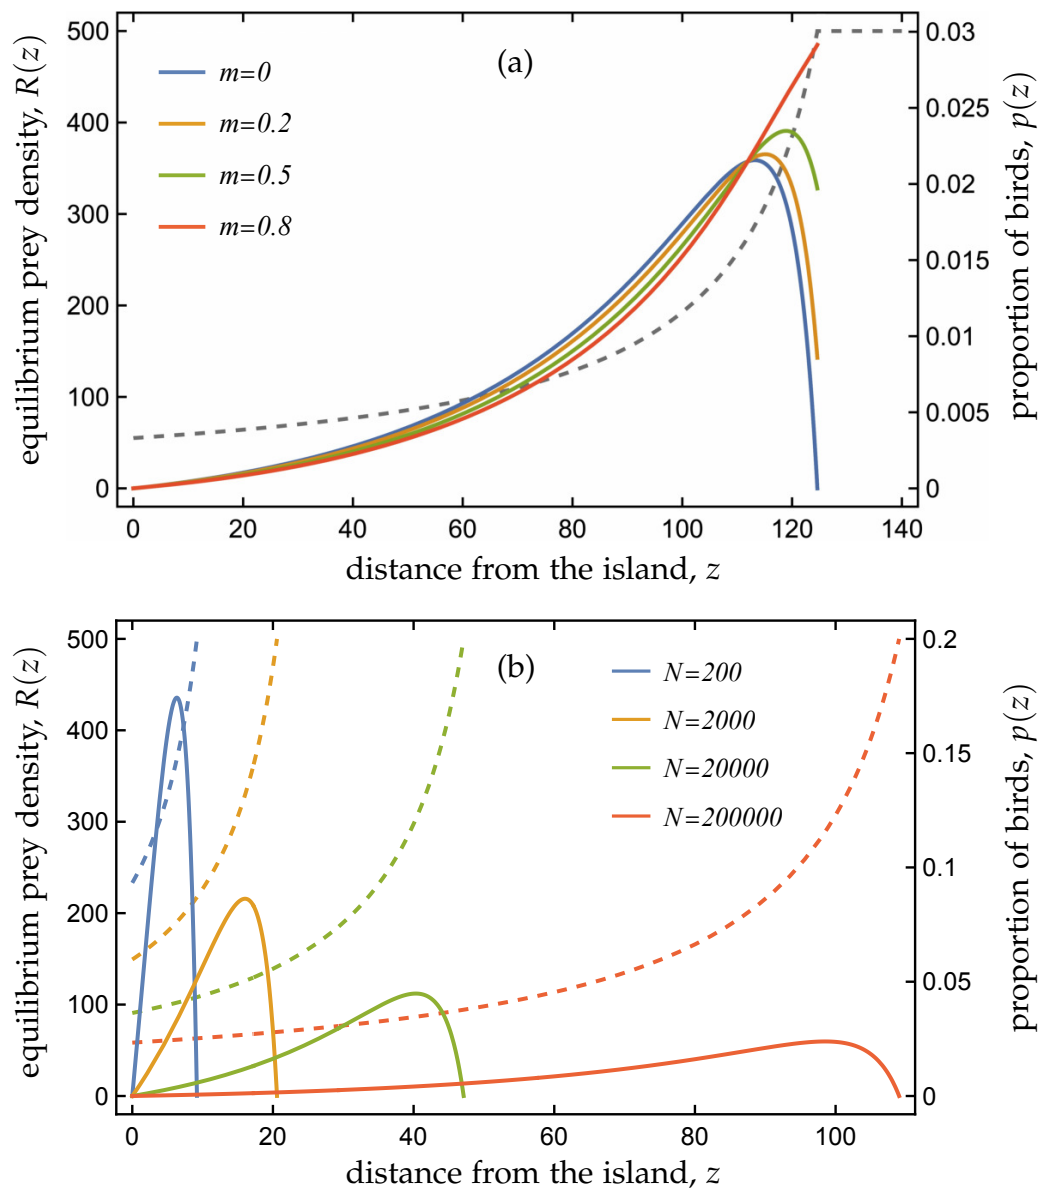 (a)
equilibrium prey density, R(z)
500
400
300
200
100
0
m=0
m=0.2
m=0.5
m=0.8
0.03
0.025
0.02
0.015
0.01
0.005
0
proportion of birds, p(z)
0 20 40 60 80 100 120 140
distance from the island, z
(b)
equilibrium prey density, R(z)
500
400
300
200
100
0
N=200
N=2000
N=20000
N=200000
0.2
0.15
0.1
0.05
0
proportion of birds, p(z)
0 20 40 60 80 100
distance from the island, z